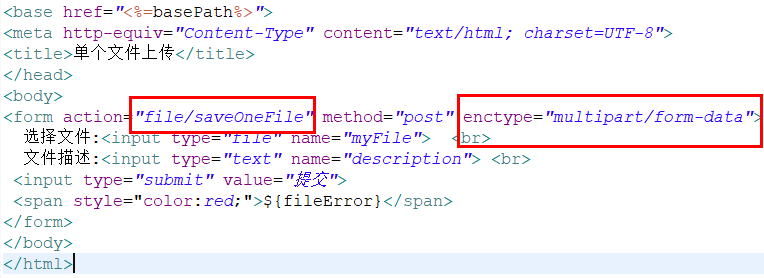 <base href="<%=basePath%>">
<meta http-equiv="Content-Type" content="text/html; charset=UTF-8">
<title>单个文件上传</title>
</head>
<body>
<form action="file/saveOneFile" method="post" enctype="multipart/form-data">
选择文件:<input type="file" name="myFile">  <br>
文件描述:<input type="text" name="description"> <br>
<input type="submit" value="提交">
<span style="color:red;">${fileError}</span>
</form>
</body>
</html>